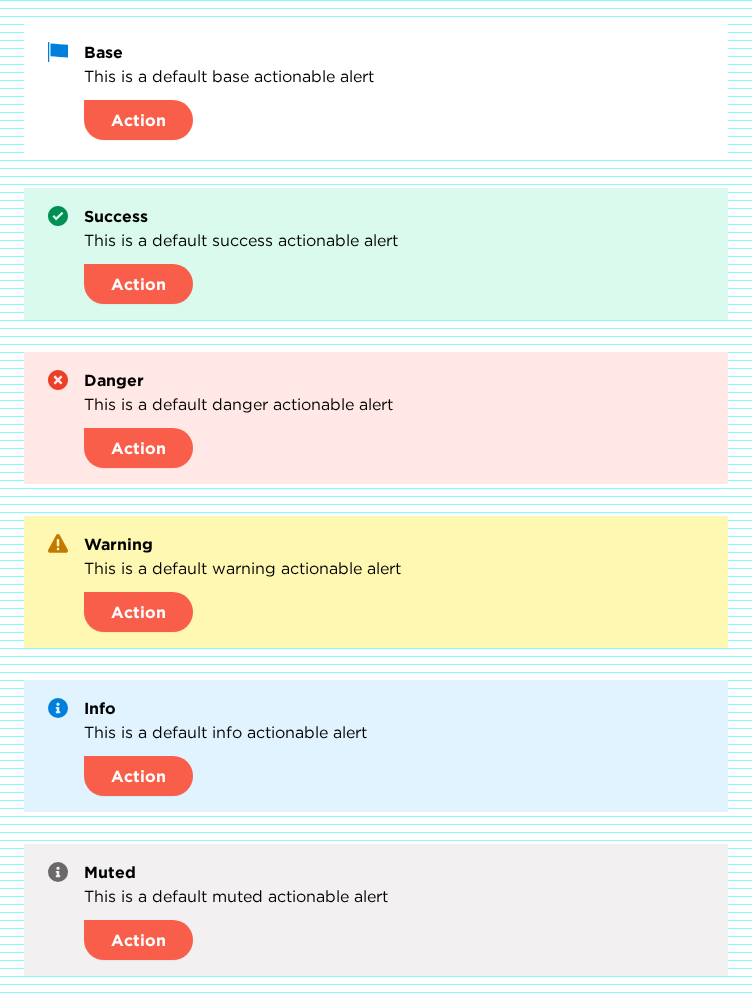 Base
This is a default base actionable alert
Action
Success
This is a default success actionable alert
Action
Danger
This is a default danger actionable alert
Action
Warning
This is a default warning actionable alert
Action
Info
This is a default info actionable alert
Action
Muted
This is a default muted actionable alert
Action